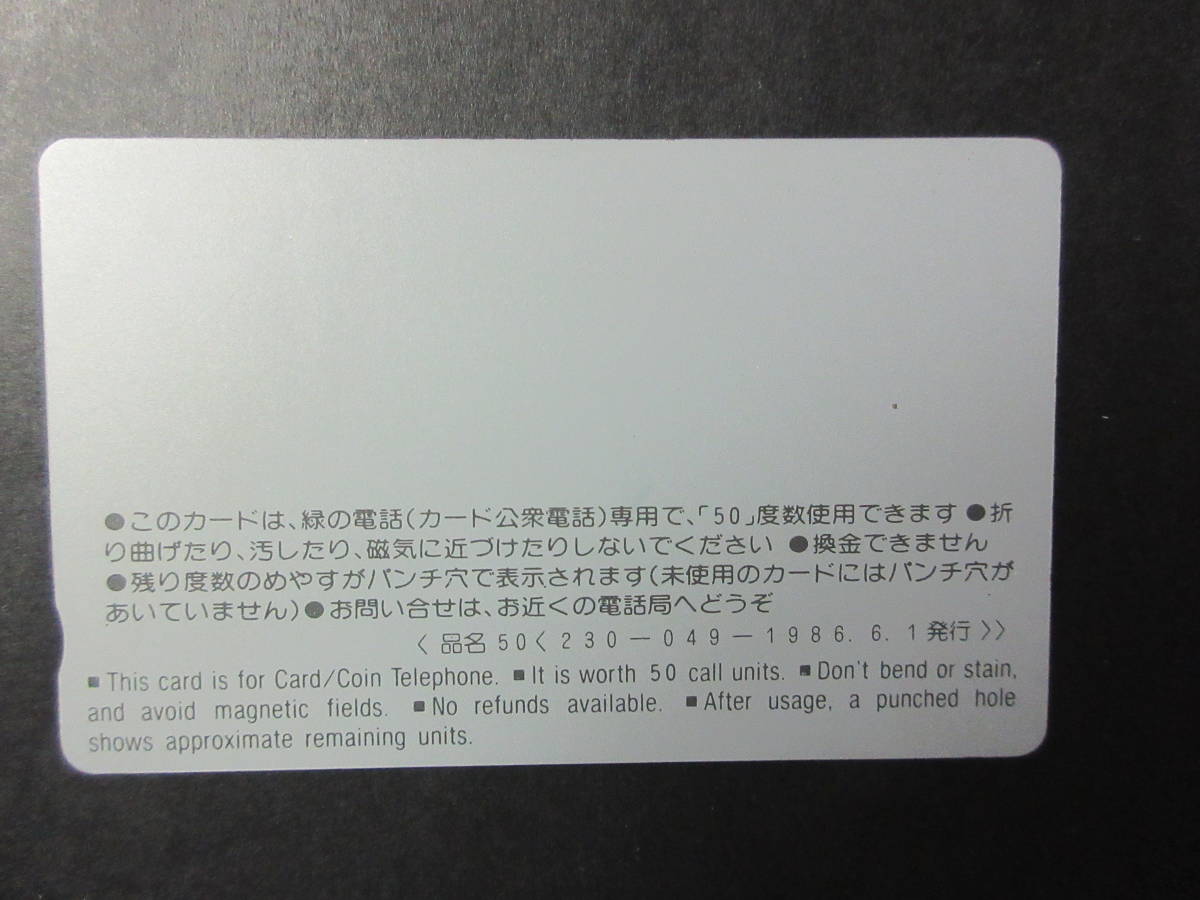 ●このカードは、緑の電話(カード公衆電話)専用で、「50」度数使用できます ●折
り曲げたり、汚したり、磁気に近づけたりしないでください ●換金できません
●残り度数のめやすがパンチ穴で表示されます(未使用のカードにはパンチ穴が
あいていません)●お問い合せは、お近くの電話局へどうぞ
〈 品名 50〈 230 — 049 — 1986. 6. 1 発行 〉〉
■ This card is for Card/Coin Telephone. ■ It is worth 50 call units. ■ Don't bend or stain,
and avoid magnetic fields. ■ No refunds available. ■ After usage, a punched hole
shows approximate remaining units.